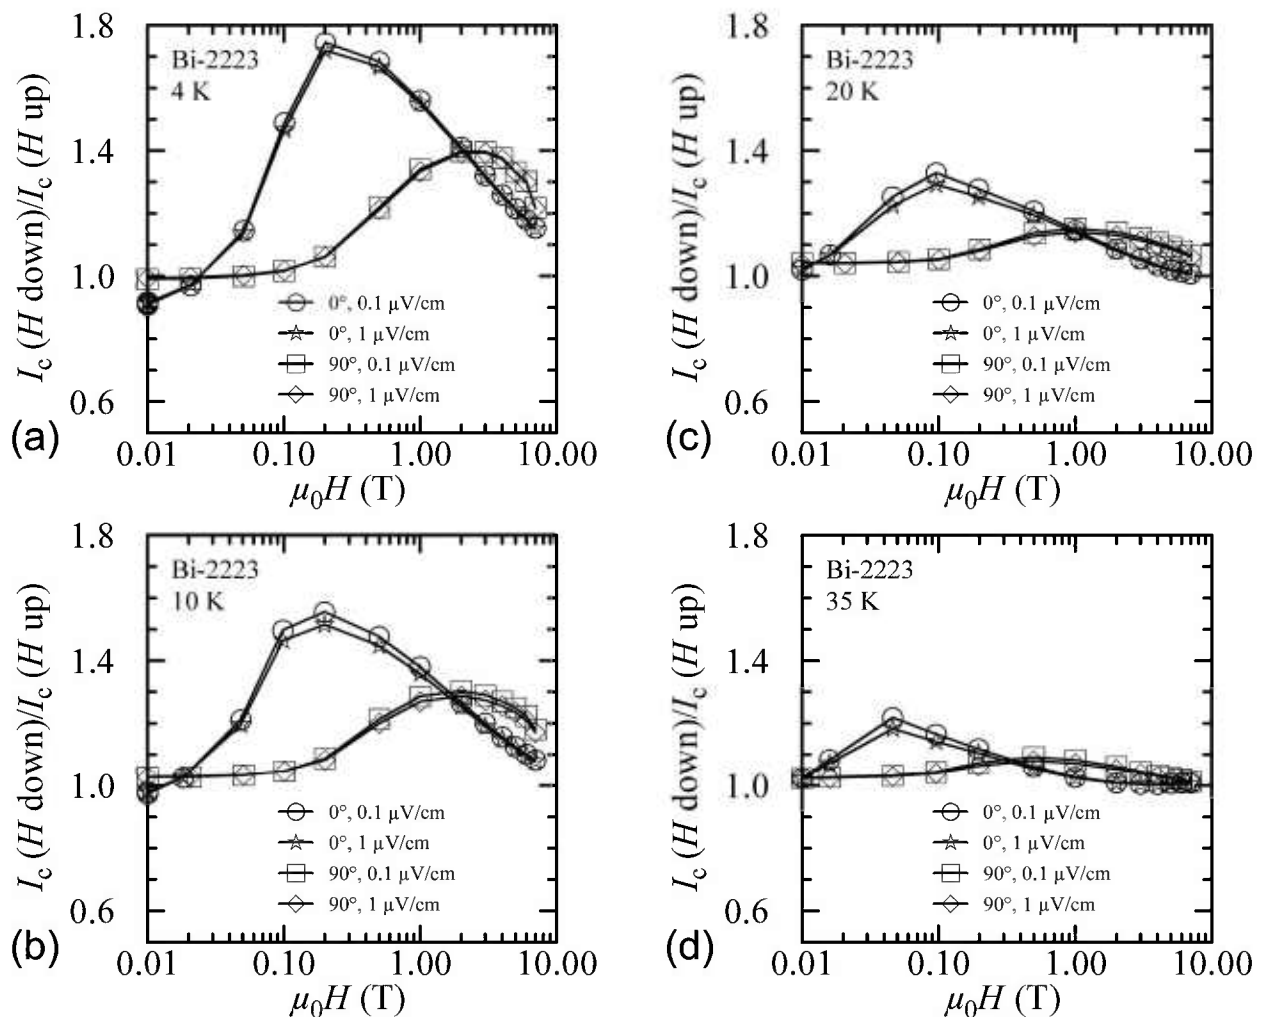 (a)
I_c (H down)/I_c (H up)
1.8
1.4
1.0
0.6
Bi-2223
4 K
0°, 0.1 µV/cm
0°, 1 µV/cm
90°, 0.1 µV/cm
90°, 1 µV/cm
0.01 0.10 1.00 10.00
µ₀H (T)
(c)
I_c (H down)/I_c (H up)
1.8
1.4
1.0
0.6
Bi-2223
20 K
0°, 0.1 µV/cm
0°, 1 µV/cm
90°, 0.1 µV/cm
90°, 1 µV/cm
0.01 0.10 1.00 10.00
µ₀H (T)
(b)
I_c (H down)/I_c (H up)
1.8
1.4
1.0
0.6
Bi-2223
10 K
0°, 0.1 µV/cm
0°, 1 µV/cm
90°, 0.1 µV/cm
90°, 1 µV/cm
0.01 0.10 1.00 10.00
µ₀H (T)
(d)
I_c (H down)/I_c (H up)
1.8
1.4
1.0
0.6
Bi-2223
35 K
0°, 0.1 µV/cm
0°, 1 µV/cm
90°, 0.1 µV/cm
90°, 1 µV/cm
0.01 0.10 1.00 10.00
µ₀H (T)